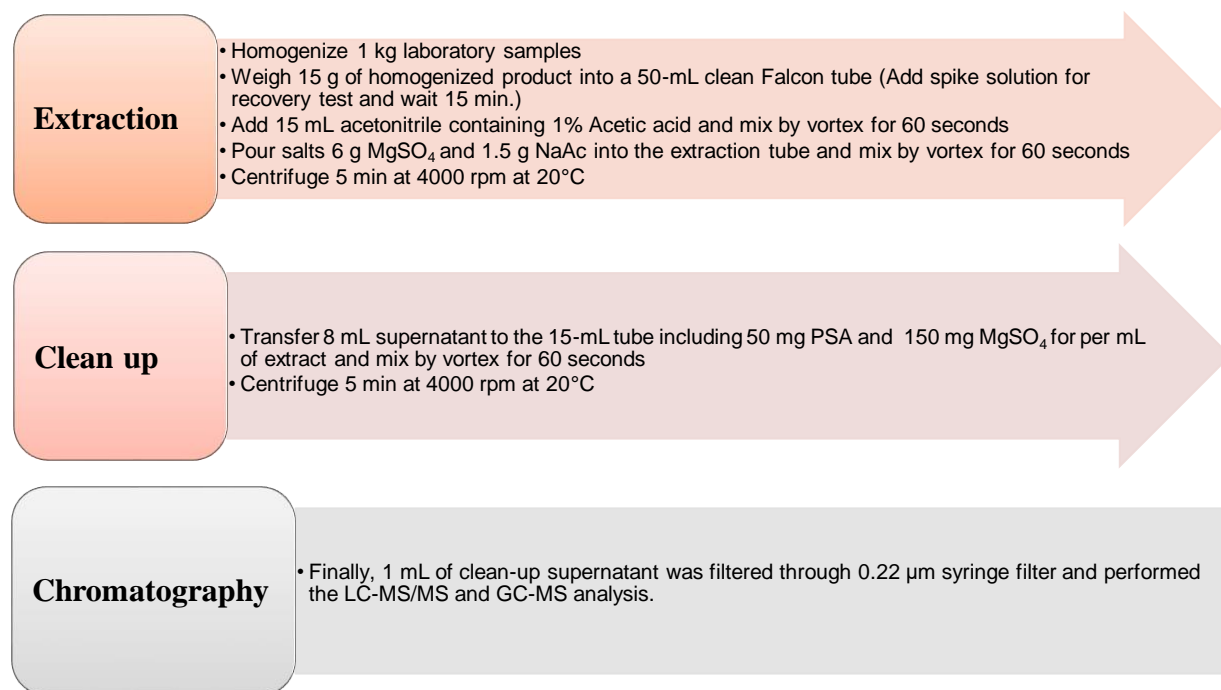 Extraction
• Homogenize 1 kg laboratory samples
• Weigh 15 g of homogenized product into a 50-mL clean Falcon tube (Add spike solution for
recovery test and wait 15 min.)
• Add 15 mL acetonitrile containing 1% Acetic acid and mix by vortex for 60 seconds
• Pour salts 6 g MgSO₄ and 1.5 g NaAc into the extraction tube and mix by vortex for 60 seconds
• Centrifuge 5 min at 4000 rpm at 20°C
Clean up
• Transfer 8 mL supernatant to the 15-mL tube including 50 mg PSA and 150 mg MgSO₄ for per mL
of extract and mix by vortex for 60 seconds
• Centrifuge 5 min at 4000 rpm at 20°C
Chromatography
• Finally, 1 mL of clean-up supernatant was filtered through 0.22 µm syringe filter and performed
the LC-MS/MS and GC-MS analysis.